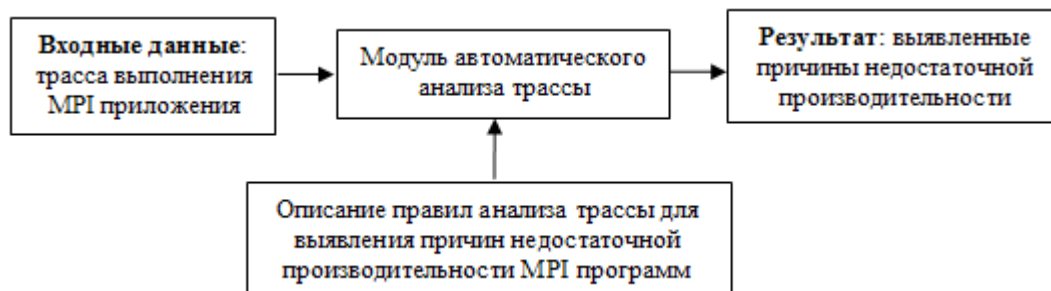 Входные данные:
трасса выполнения
MPI приложения
Модуль автоматического
анализа трассы
Результат: выявленные
причины недостаточной
производительности
Описание правил анализа трассы для
выявления причин недостаточной
производительности MPI программ